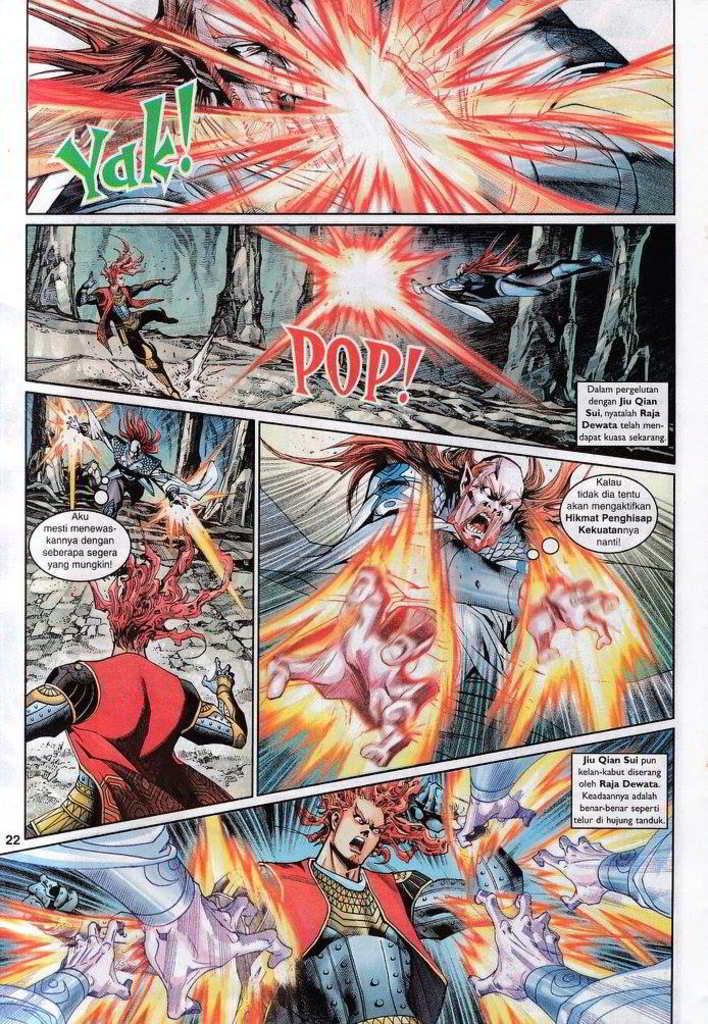 Yak!
POP!
Dalam pergelutan
dengan Jiu Qian
Sui, nyatalah Raja
Dewata telah men-
dapat kuasa sekarang.
Aku
mesti menewas-
kannya dengan
seberapa segera
yang mungkin!
Kalau
tidak dia tentu
akan mengaktifkan
Hikmat Penghisap
Kekuatannya
nanti!
Jiu Qian Sui pun
kelan-kabut diserang
oleh Raja Dewata.
Keadaannya adalah
benar-benar seperti
telur di hujung tanduk.
22